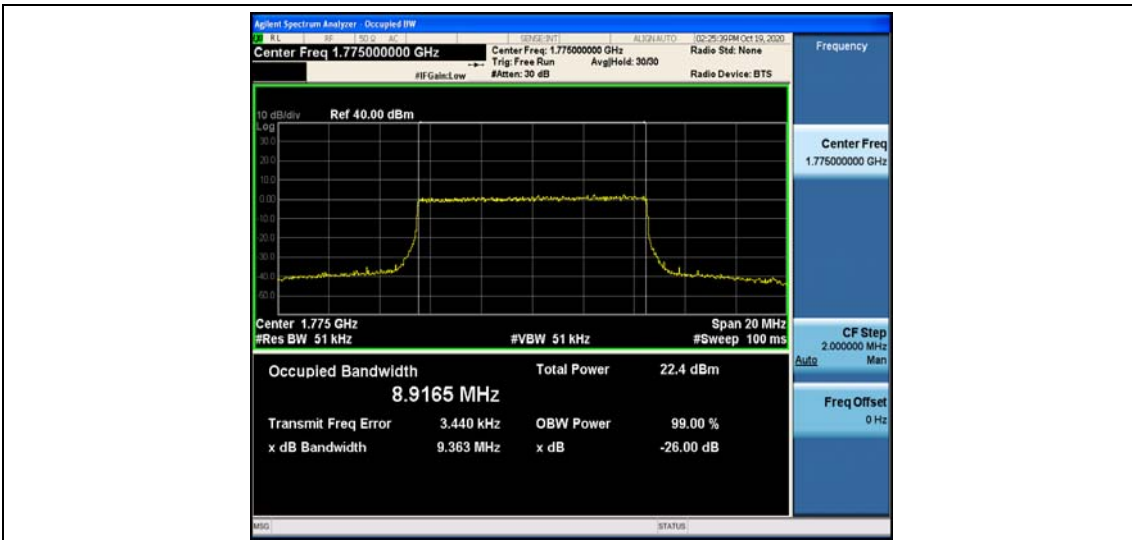 Agilent Spectrum Analyzer - Occupied BW
RL RF 50 Ω AC SENSE:INT ALIGN AUTO 02:25:39 PM Oct 19, 2020
Center Freq 1.775000000 GHz
Center Freq: 1.775000000 GHz Radio Std: None
Trig: Free Run Avg|Hold: 30/30
#IFGain:Low #Atten: 30 dB Radio Device: BTS
Frequency
10 dB/div Ref 40.00 dBm
Log
30.0
20.0
10.0
0.00
-10.0
-20.0
-30.0
-40.0
-50.0
Center 1.775 GHz Span 20 MHz
#Res BW 51 kHz #VBW 51 kHz #Sweep 100 ms
Occupied Bandwidth Total Power 22.4 dBm
8.9165 MHz
Transmit Freq Error 3.440 kHz OBW Power 99.00 %
x dB Bandwidth 9.363 MHz x dB -26.00 dB
Center Freq
1.775000000 GHz
CF Step
2.000000 MHz
Auto Man
Freq Offset
0 Hz
MSG STATUS